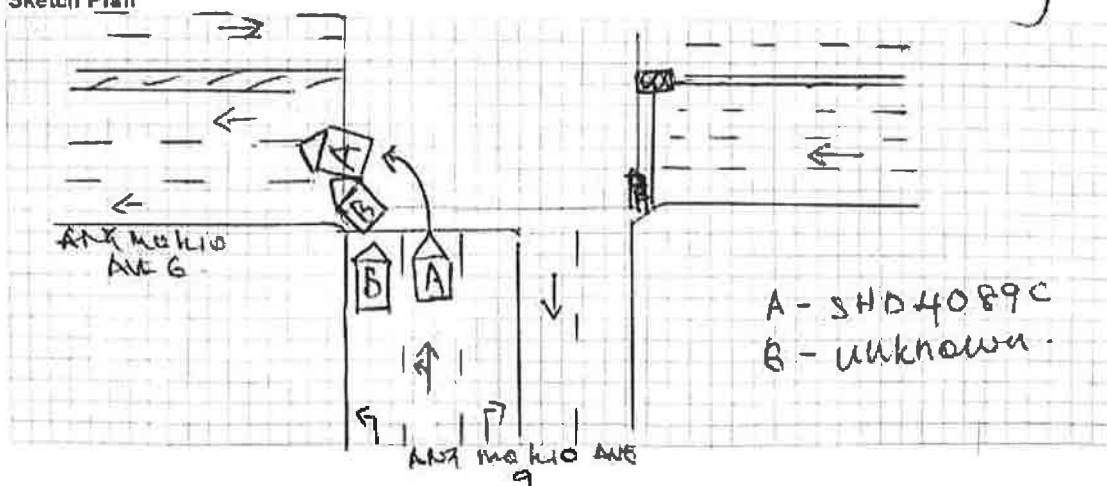 Sketch Plan
A
B
ANG MO KIO
AVE 6.
B
A
A - SHD4089C
B - unknown.
ANG MO KIO AVE
9